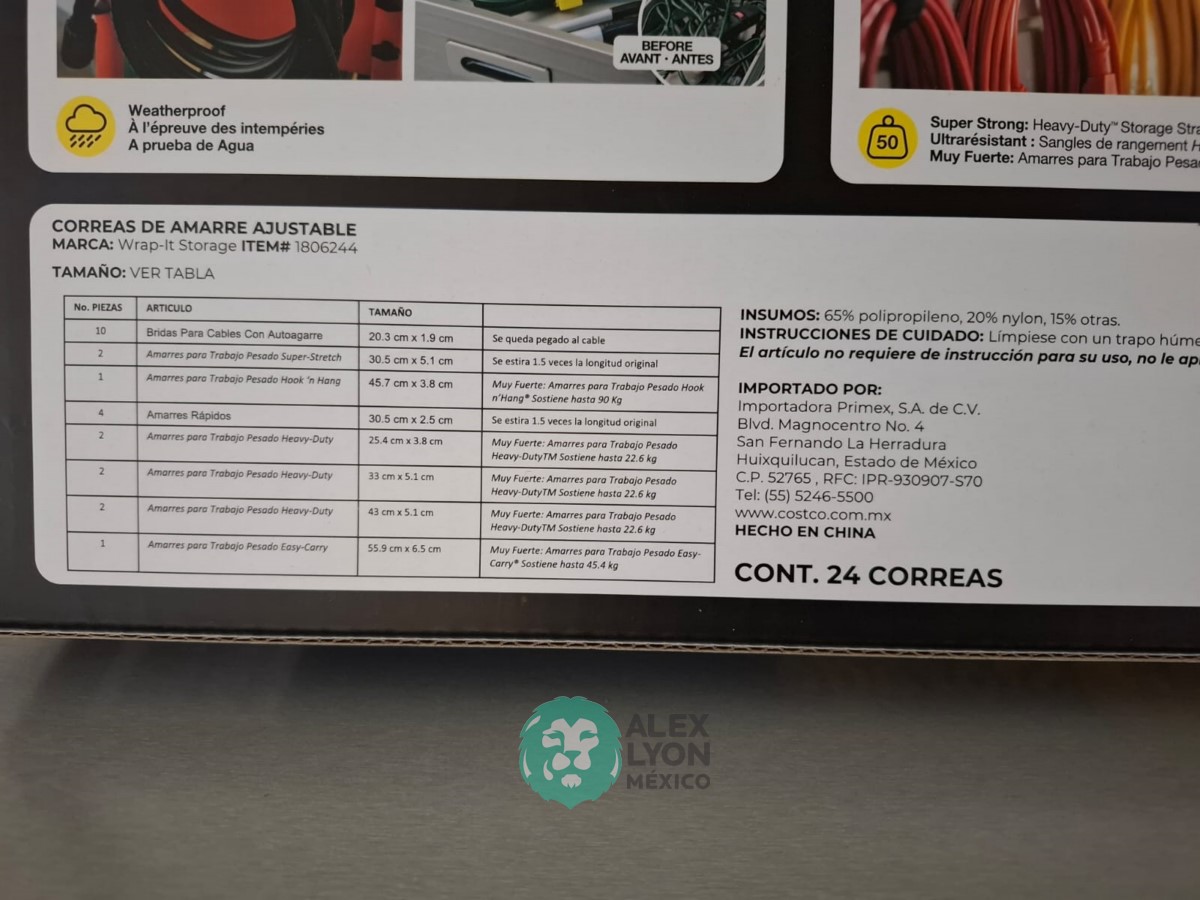 BEFORE
AVANT · ANTES
Weatherproof
À l'épreuve des intempéries
A prueba de Agua
50
Super Strong: Heavy-Duty™ Storage
Ultrarésistant : Sangles de rangement
Muy Fuerte: Amarres para Trabajo
CORREAS DE AMARRE AJUSTABLE
MARCA: Wrap-It Storage ITEM# 1806244
TAMAÑO: VER TABLA
No. PIEZAS ARTICULO TAMAÑO
10 Bridas Para Cables Con Autoagarre 20.3 cm x 1.9 cm Se queda pegado al cable
2 Amarres para Trabajo Pesado Super-Stretch 30.5 cm x 5.1 cm Se estira 1.5 veces la longitud original
1 Amarres para Trabajo Pesado Hook 'n Hang 45.7 cm x 3.8 cm Muy Fuerte: Amarres para Trabajo Pesado Hook
n'Hang® Sostiene hasta 90 Kg
4 Amarres Rápidos 30.5 cm x 2.5 cm Se estira 1.5 veces la longitud original
2 Amarres para Trabajo Pesado Heavy-Duty 25.4 cm x 3.8 cm Muy Fuerte: Amarres para Trabajo Pesado
Heavy-DutyTM Sostiene hasta 22.6 kg
2 Amarres para Trabajo Pesado Heavy-Duty 33 cm x 5.1 cm Muy Fuerte: Amarres para Trabajo Pesado
Heavy-DutyTM Sostiene hasta 22.6 kg
2 Amarres para Trabajo Pesado Heavy-Duty 43 cm x 5.1 cm Muy Fuerte: Amarres para Trabajo Pesado
Heavy-DutyTM Sostiene hasta 22.6 kg
1 Amarres para Trabajo Pesado Easy-Carry 55.9 cm x 6.5 cm Muy Fuerte: Amarres para Trabajo Pesado Easy-
Carry® Sostiene hasta 45.4 kg
INSUMOS: 65% polipropileno, 20% nylon, 15% otras.
INSTRUCCIONES DE CUIDADO: Límpiese con un trapo
El artículo no requiere de instrucción para su uso, no le
IMPORTADO POR:
Importadora Primex, S.A. de C.V.
Blvd. Magnocentro No. 4
San Fernando La Herradura
Huixquilucan, Estado de México
C.P. 52765 , RFC: IPR-930907-S70
Tel: (55) 5246-5500
www.costco.com.mx
HECHO EN CHINA
CONT. 24 CORREAS
ALEX
LYON
MÉXICO